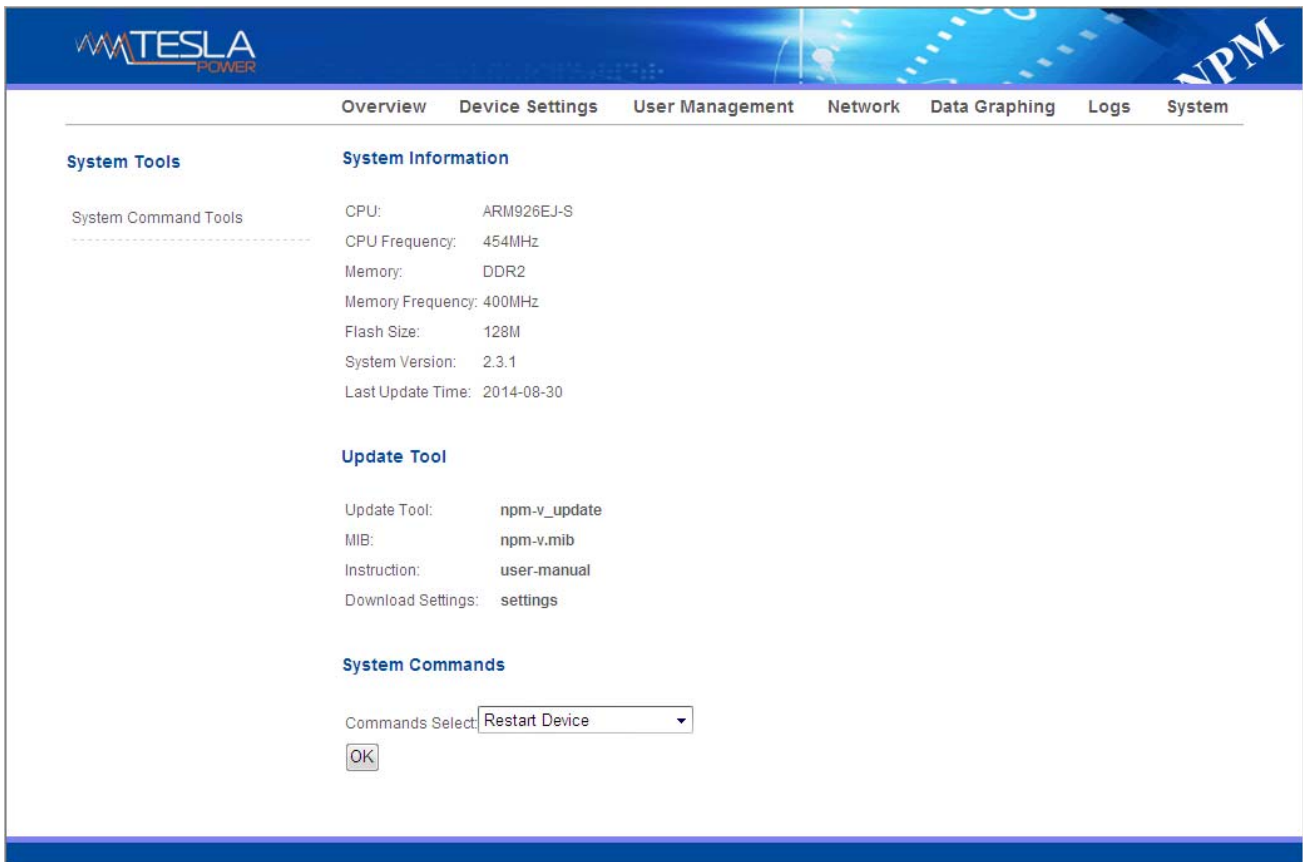 TESLA
POWER
NPM
Overview Device Settings User Management Network Data Graphing Logs System
System Tools
System Command Tools
System Information
CPU: ARM926EJ-S
CPU Frequency: 454MHz
Memory: DDR2
Memory Frequency: 400MHz
Flash Size: 128M
System Version: 2.3.1
Last Update Time: 2014-08-30
Update Tool
Update Tool: npm-v_update
MIB: npm-v.mib
Instruction: user-manual
Download Settings: settings
System Commands
Commands Select: Restart Device
OK